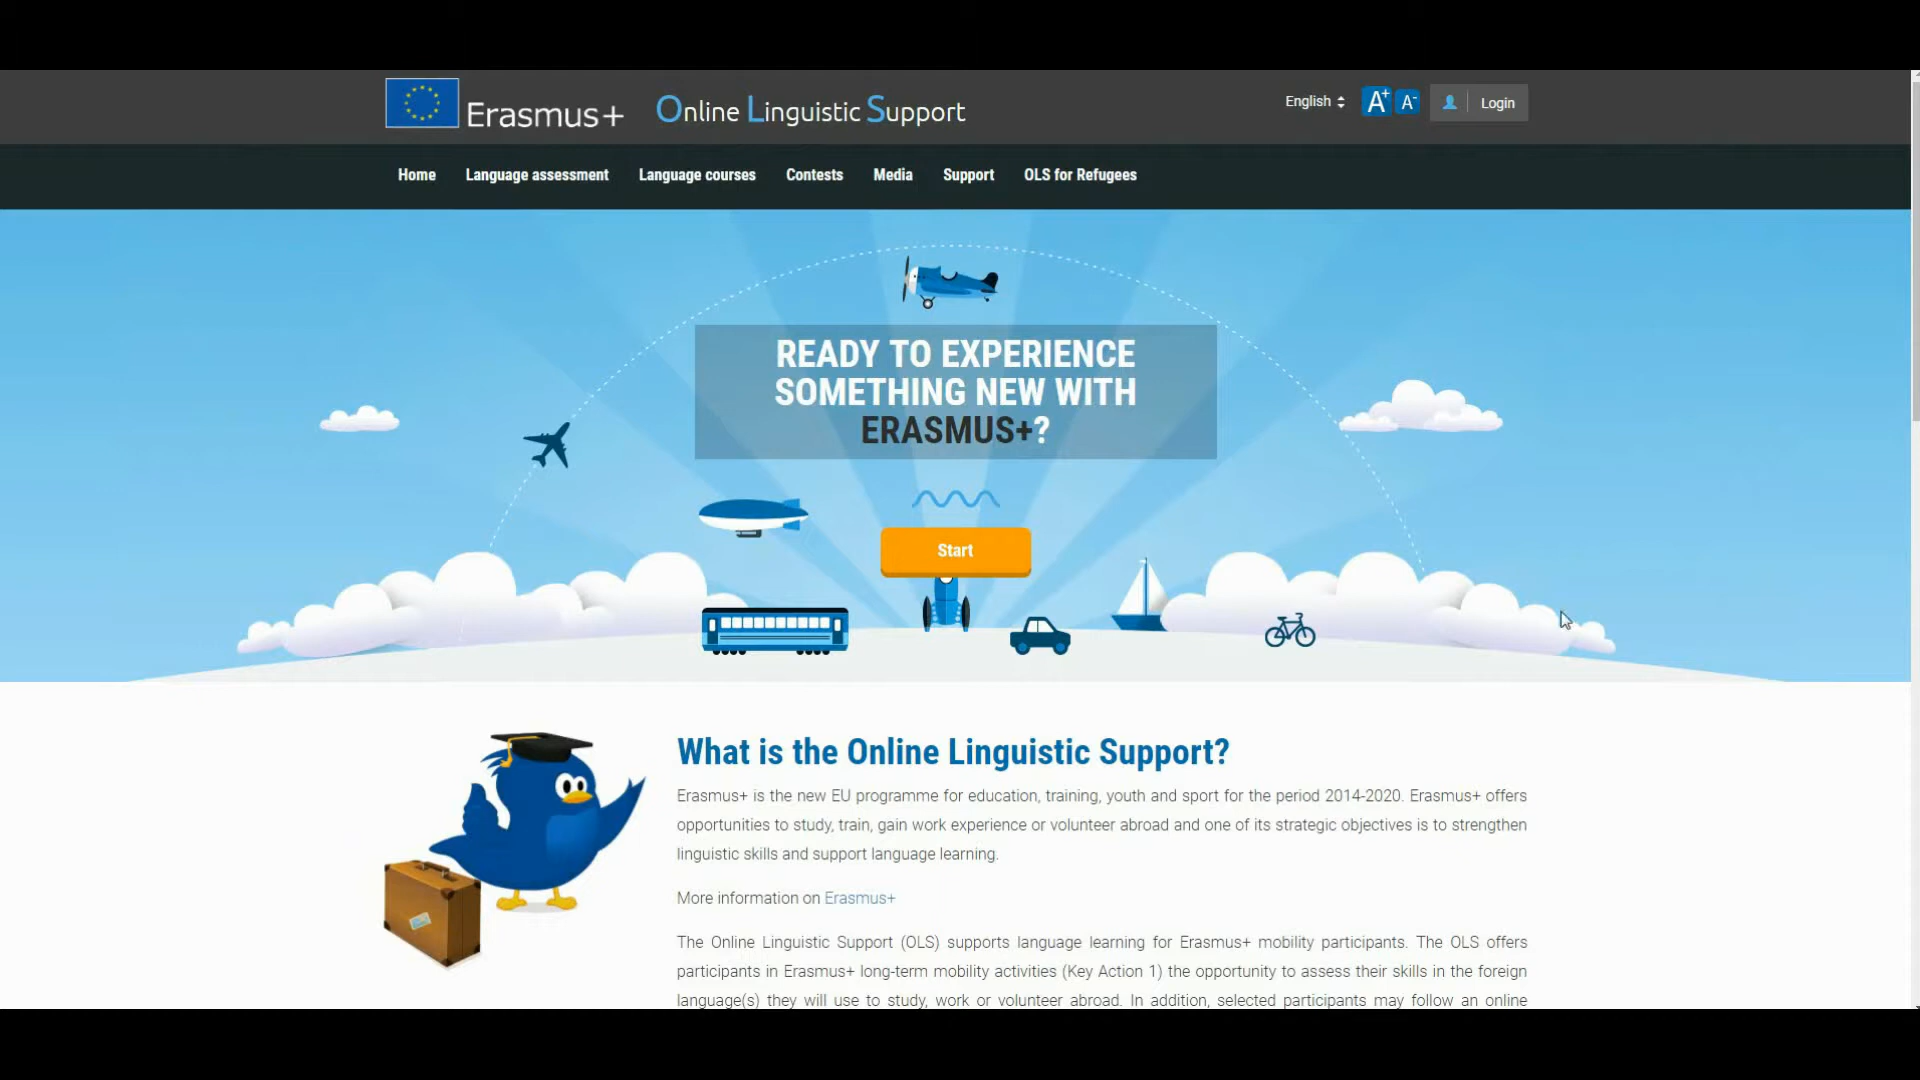 Erasmus+ Online Linguistic Support English A+ A- Login
Home Language assessment Language courses Contests Media Support OLS for Refugees
READY TO EXPERIENCE
SOMETHING NEW WITH
ERASMUS+?
Start
What is the Online Linguistic Support?
Erasmus+ is the new EU programme for education, training, youth and sport for the period 2014-2020. Erasmus+ offers
opportunities to study, train, gain work experience or volunteer abroad and one of its strategic objectives is to strengthen
linguistic skills and support language learning.
More information on Erasmus+
The Online Linguistic Support (OLS) supports language learning for Erasmus+ mobility participants. The OLS offers
participants in Erasmus+ long-term mobility activities (Key Action 1) the opportunity to assess their skills in the foreign
language(s) they will use to study, work or volunteer abroad. In addition, selected participants may follow an online